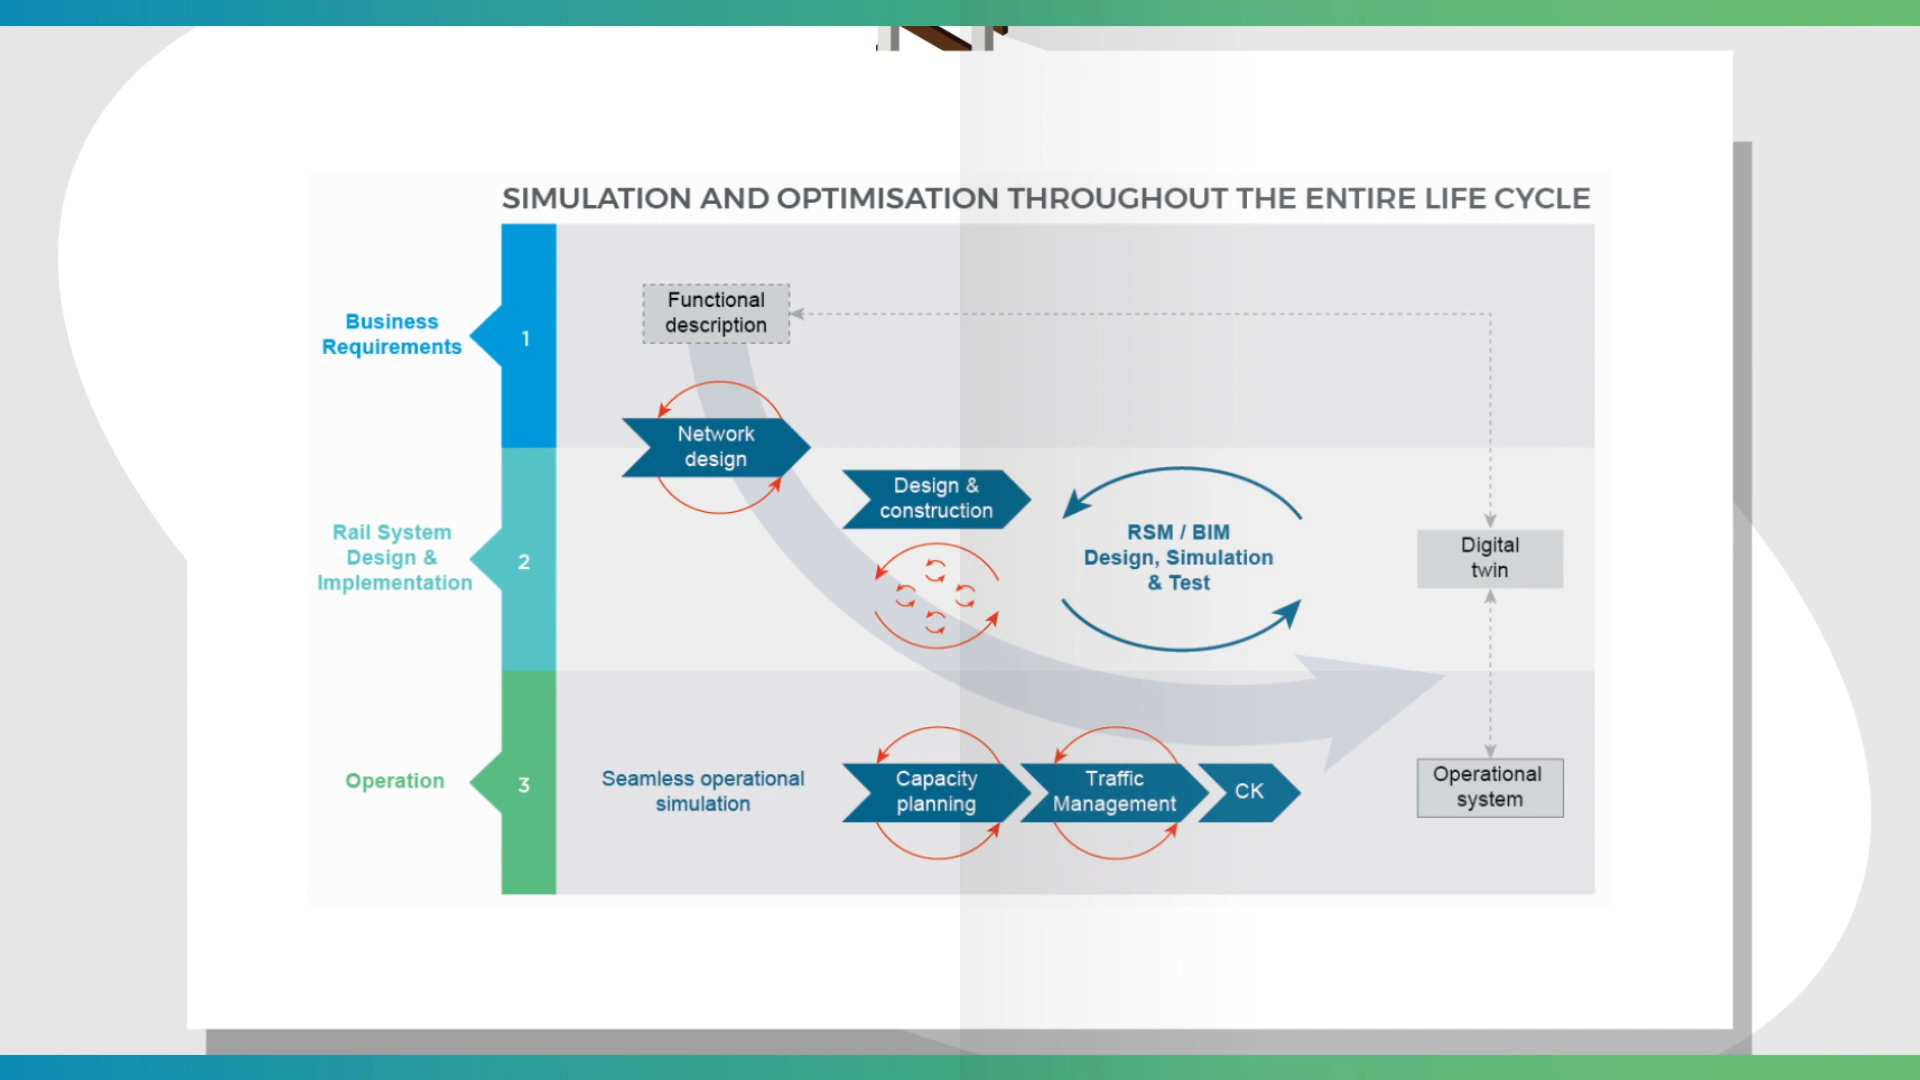 SIMULATION AND OPTIMISATION THROUGHOUT THE ENTIRE LIFE CYCLE
Business
Requirements
1
Functional
description
Network
design
Rail System
Design &
Implementation
2
Design &
construction
RSM / BIM
Design, Simulation
& Test
Digital
twin
Operation
3
Seamless operational
simulation
Capacity
planning
Traffic
Management
CK
Operational
system